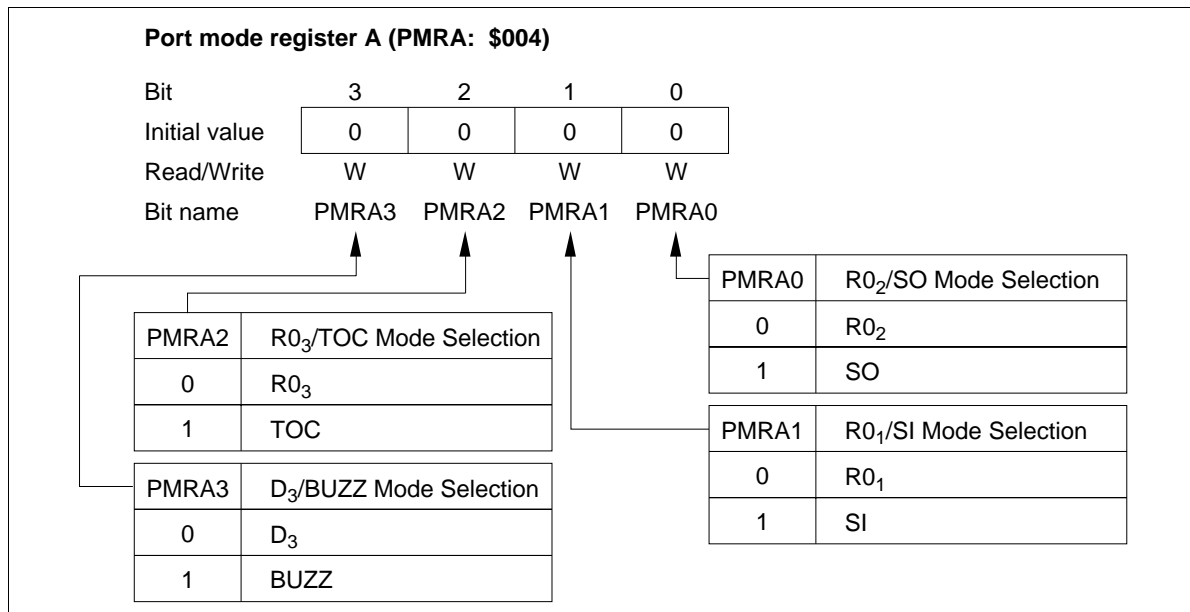 Port mode register A (PMRA: $004)
Bit 3 2 1 0
Initial value 0 0 0 0
Read/Write W W W W
Bit name PMRA3 PMRA2 PMRA1 PMRA0
PMRA2 R0₃/TOC Mode Selection
0 R0₃
1 TOC
PMRA3 D₃/BUZZ Mode Selection
0 D₃
1 BUZZ
PMRA0 R0₂/SO Mode Selection
0 R0₂
1 SO
PMRA1 R0₁/SI Mode Selection
0 R0₁
1 SI